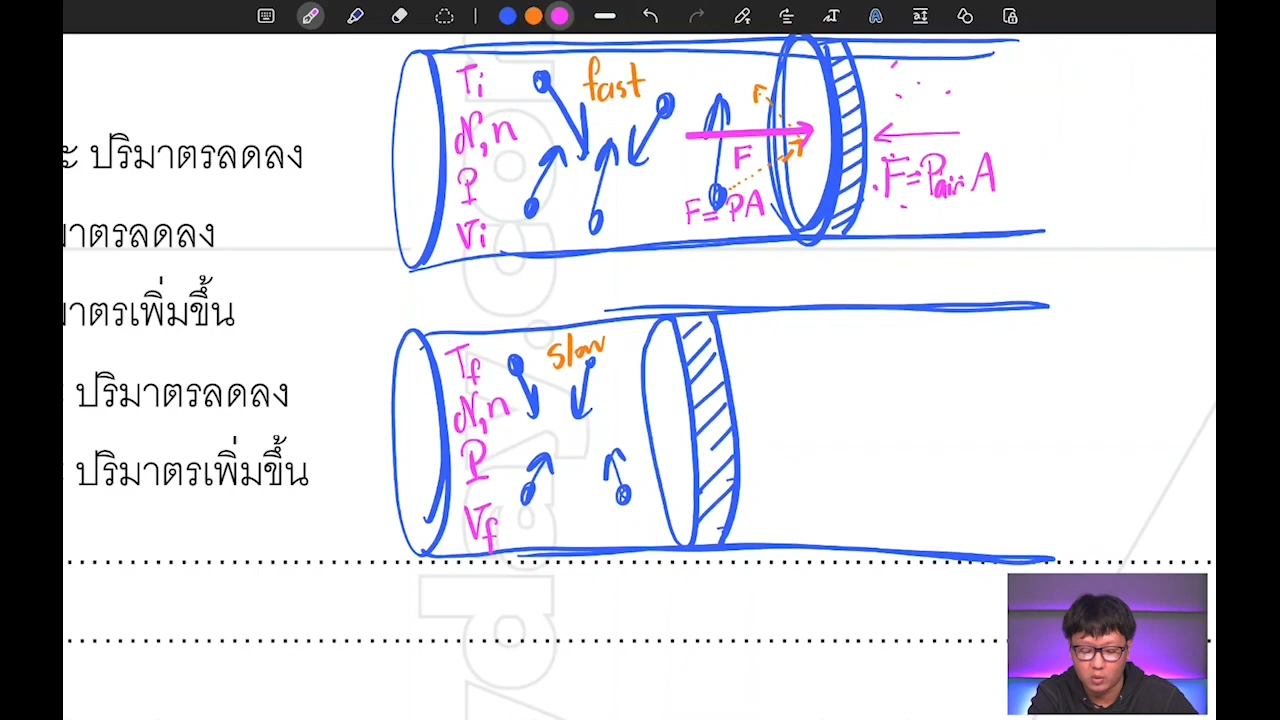 ะ ปริมาตรลดลง
มาตรลดลง
มาตรเพิ่มขึ้น
ปริมาตรลดลง
ปริมาตรเพิ่มขึ้น
Ti
N,n
P
Vi
fast
F
F=PA
F=Pair A
Tf
N,n
P
Vf
slow
day.com